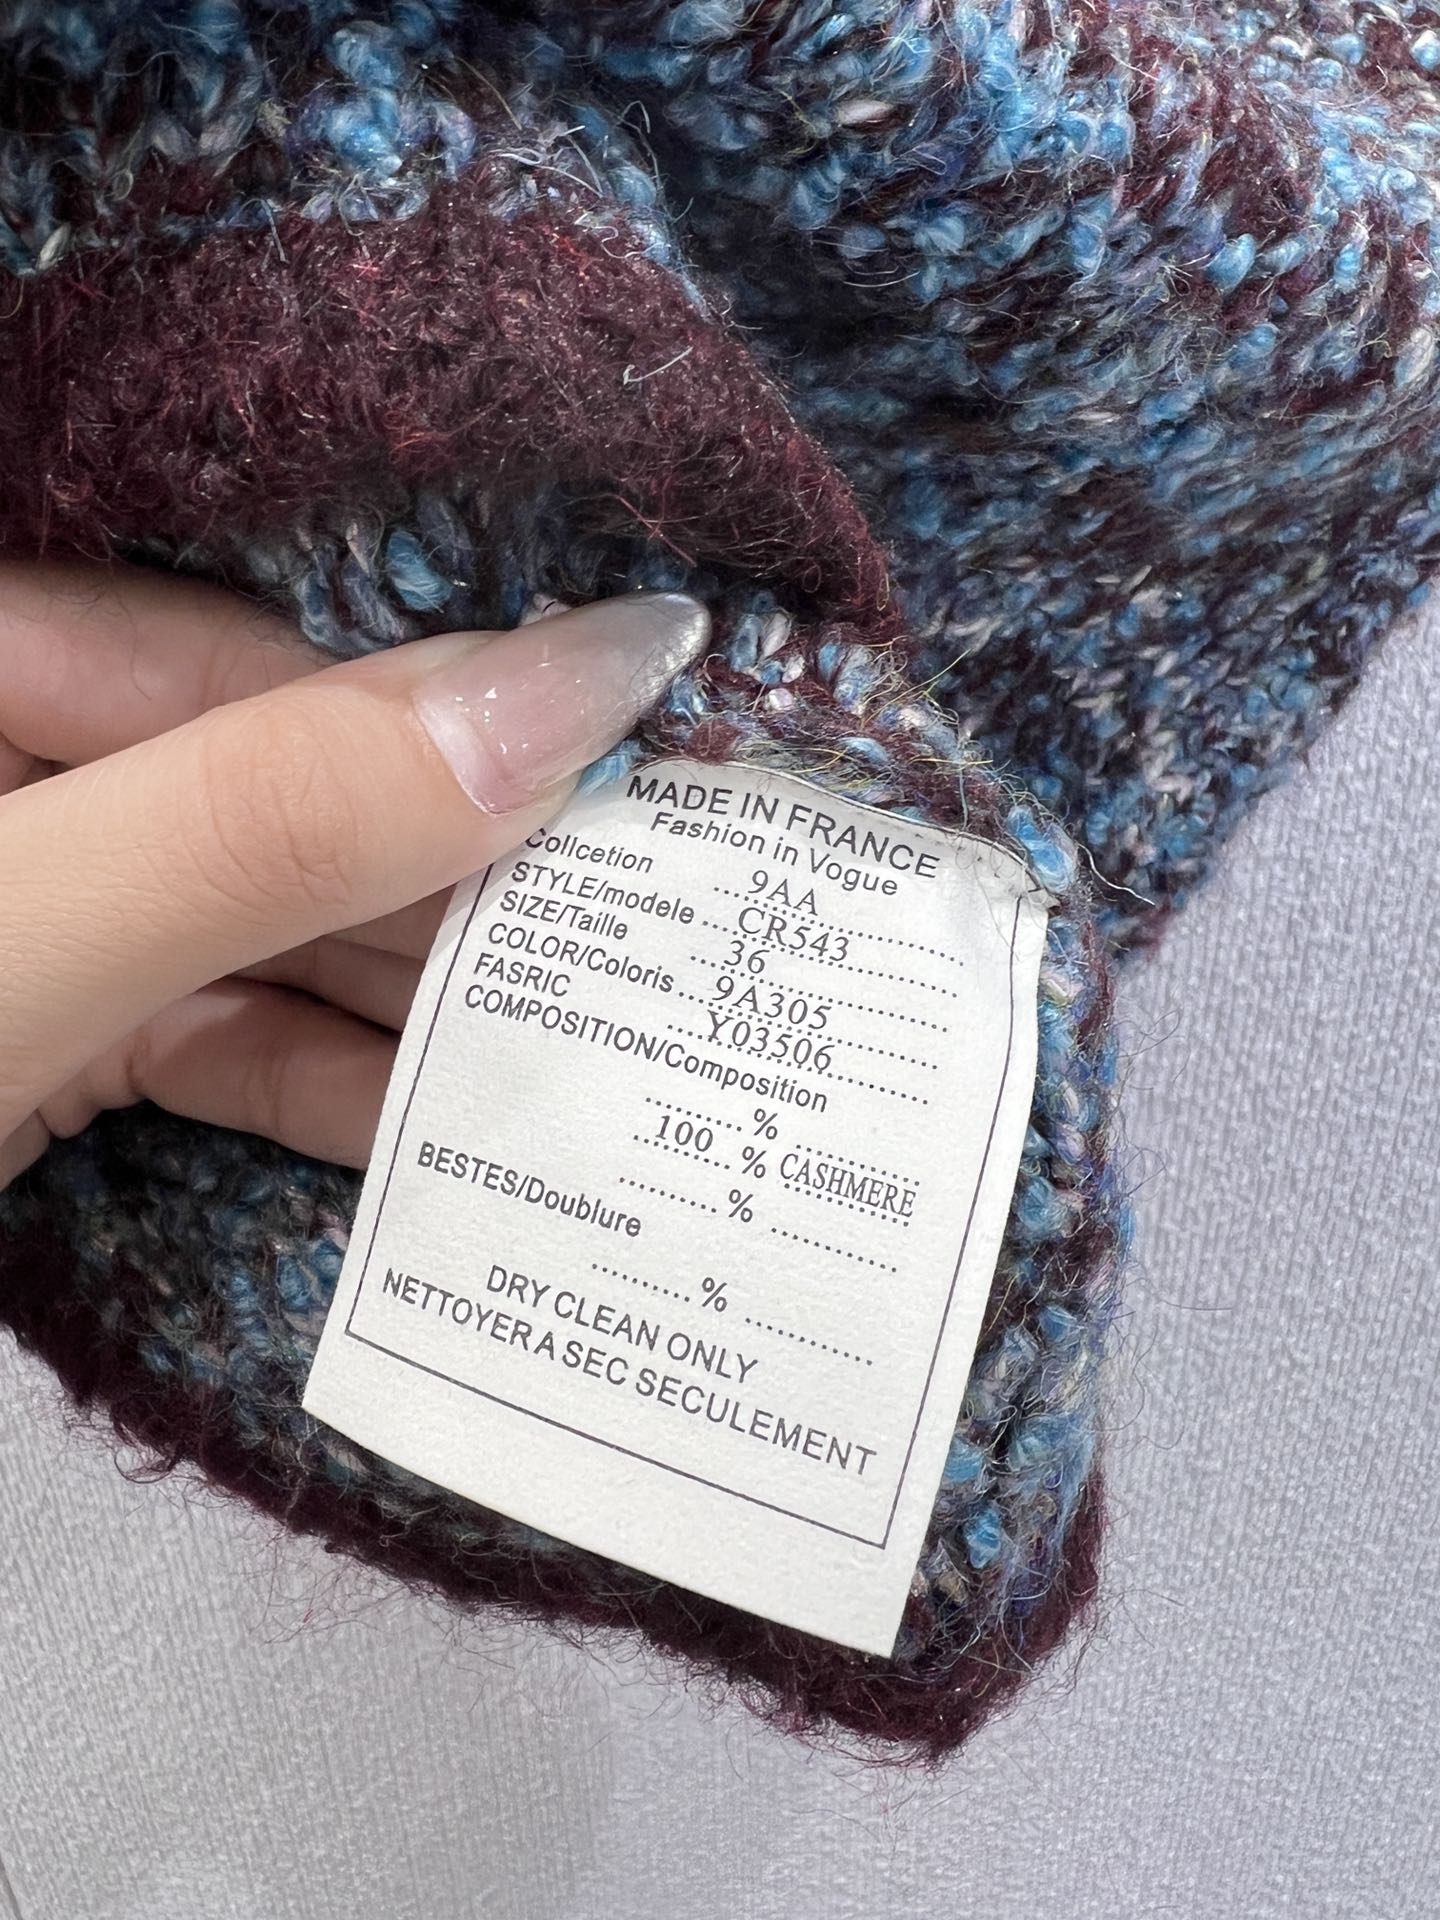 MADE IN FRANCE
Fashion in Vogue
Collcetion ... 9AA
STYLE/modele ... CR543
SIZE/Taille ... 36
COLOR/Coloris ... 9A305
FASRIC .... Y03506
COMPOSITION/Composition
.......... % ..........
100 % CASHMERE
.......... % ..........
BESTES/Doublure
.......... % ..........
DRY CLEAN ONLY
NETTOYER A SEC SECULEMENT